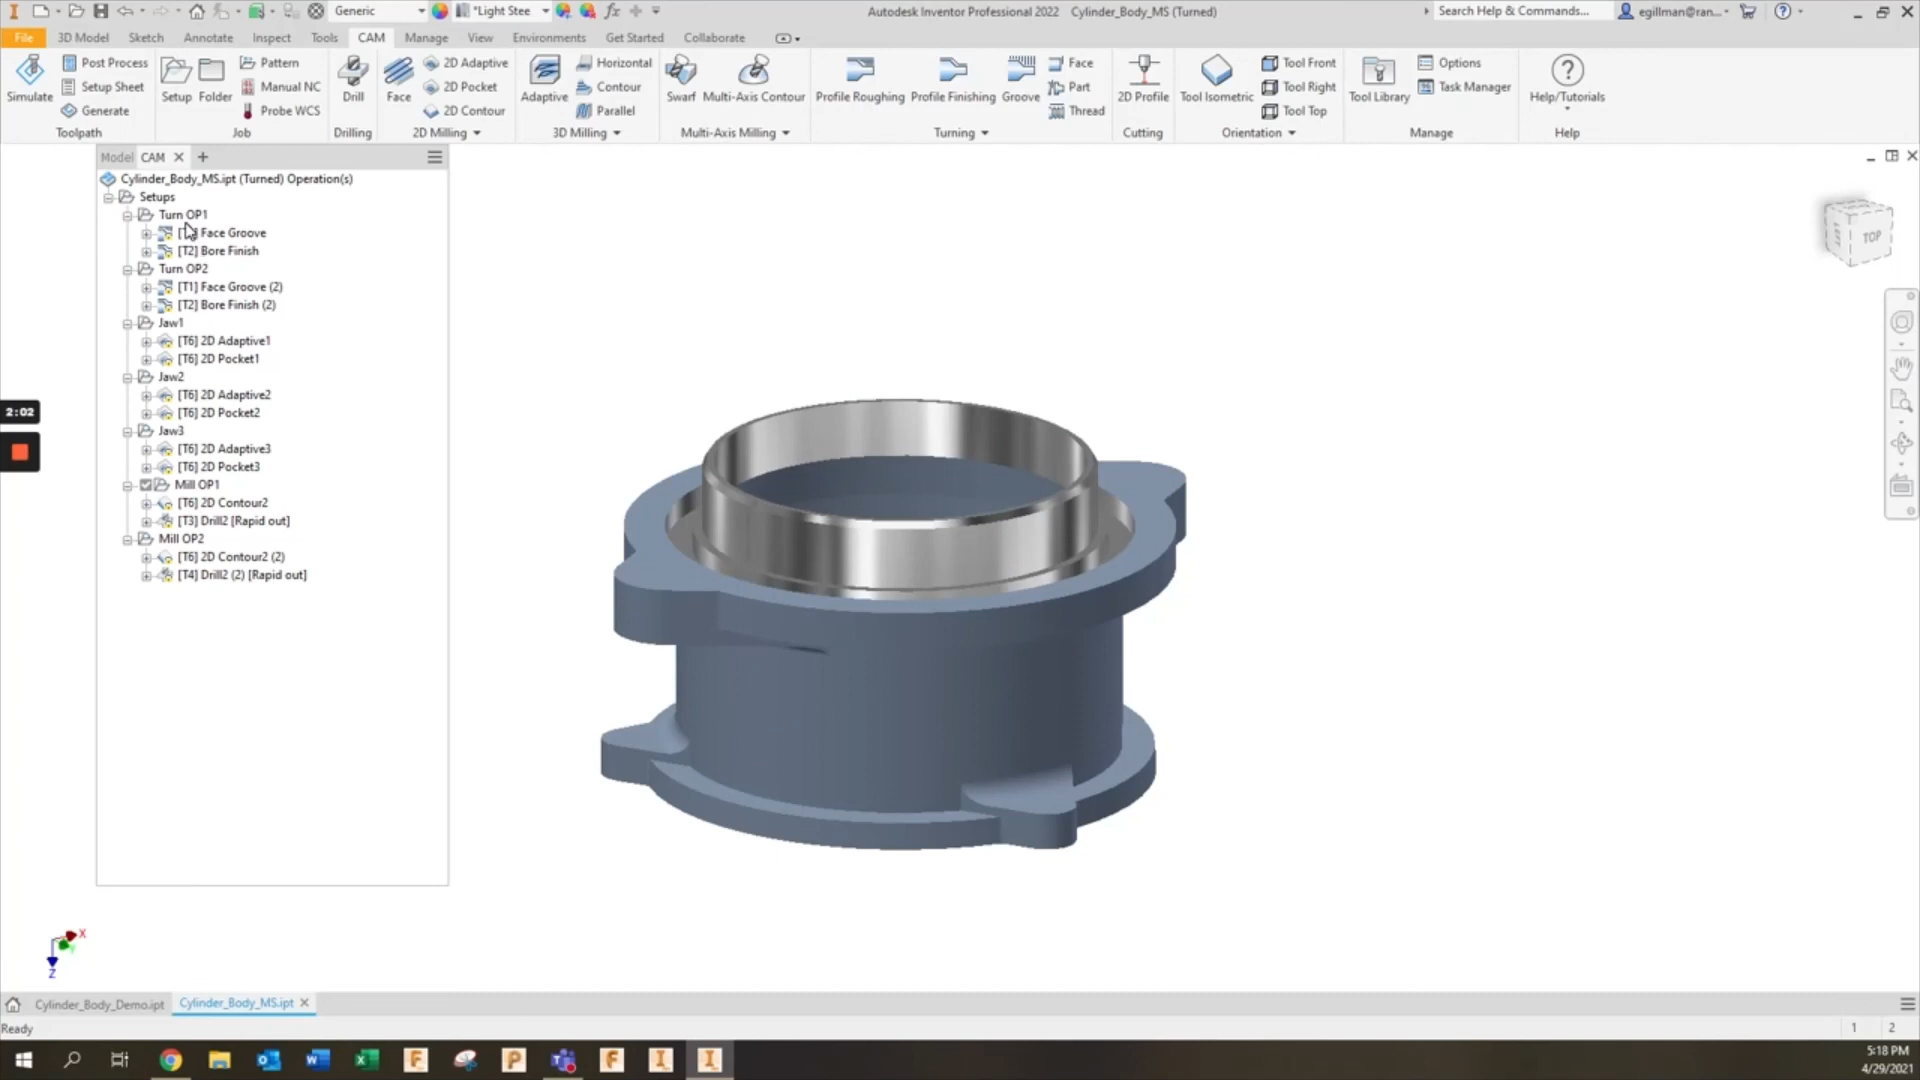 Generic
*Light Stee
Autodesk Inventor Professional 2022 Cylinder_Body_MS (Turned)
Search Help & Commands...
egillman@ran...
File 3D Model Sketch Annotate Inspect Tools CAM Manage View Environments Get Started Collaborate
Simulate
Post Process
Setup Sheet
Generate
Toolpath
Setup
Folder
Pattern
Manual NC
Probe WCS
Job
Drill
Drilling
Face
2D Adaptive
2D Pocket
2D Contour
2D Milling
Adaptive
Horizontal
Contour
Parallel
3D Milling
Swarf
Multi-Axis Contour
Multi-Axis Milling
Profile Roughing
Profile Finishing
Groove
Face
Part
Thread
Turning
2D Profile
Cutting
Tool Isometric
Tool Front
Tool Right
Tool Top
Orientation
Tool Library
Options
Task Manager
Manage
Help/Tutorials
Help
Model CAM
Cylinder_Body_MS.ipt (Turned) Operation(s)
Setups
Turn OP1
Face Groove
[T2] Bore Finish
Turn OP2
[T1] Face Groove (2)
[T2] Bore Finish (2)
Jaw1
[T6] 2D Adaptive1
[T6] 2D Pocket1
Jaw2
[T6] 2D Adaptive2
[T6] 2D Pocket2
Jaw3
[T6] 2D Adaptive3
[T6] 2D Pocket3
Mill OP1
[T6] 2D Contour2
[T3] Drill2 [Rapid out]
Mill OP2
[T6] 2D Contour2 (2)
[T4] Drill2 (2) [Rapid out]
2:02
LEFT TOP
X
Y
Z
Cylinder_Body_Demo.ipt
Cylinder_Body_MS.ipt
Ready
1 2
5:18 PM
4/29/2021